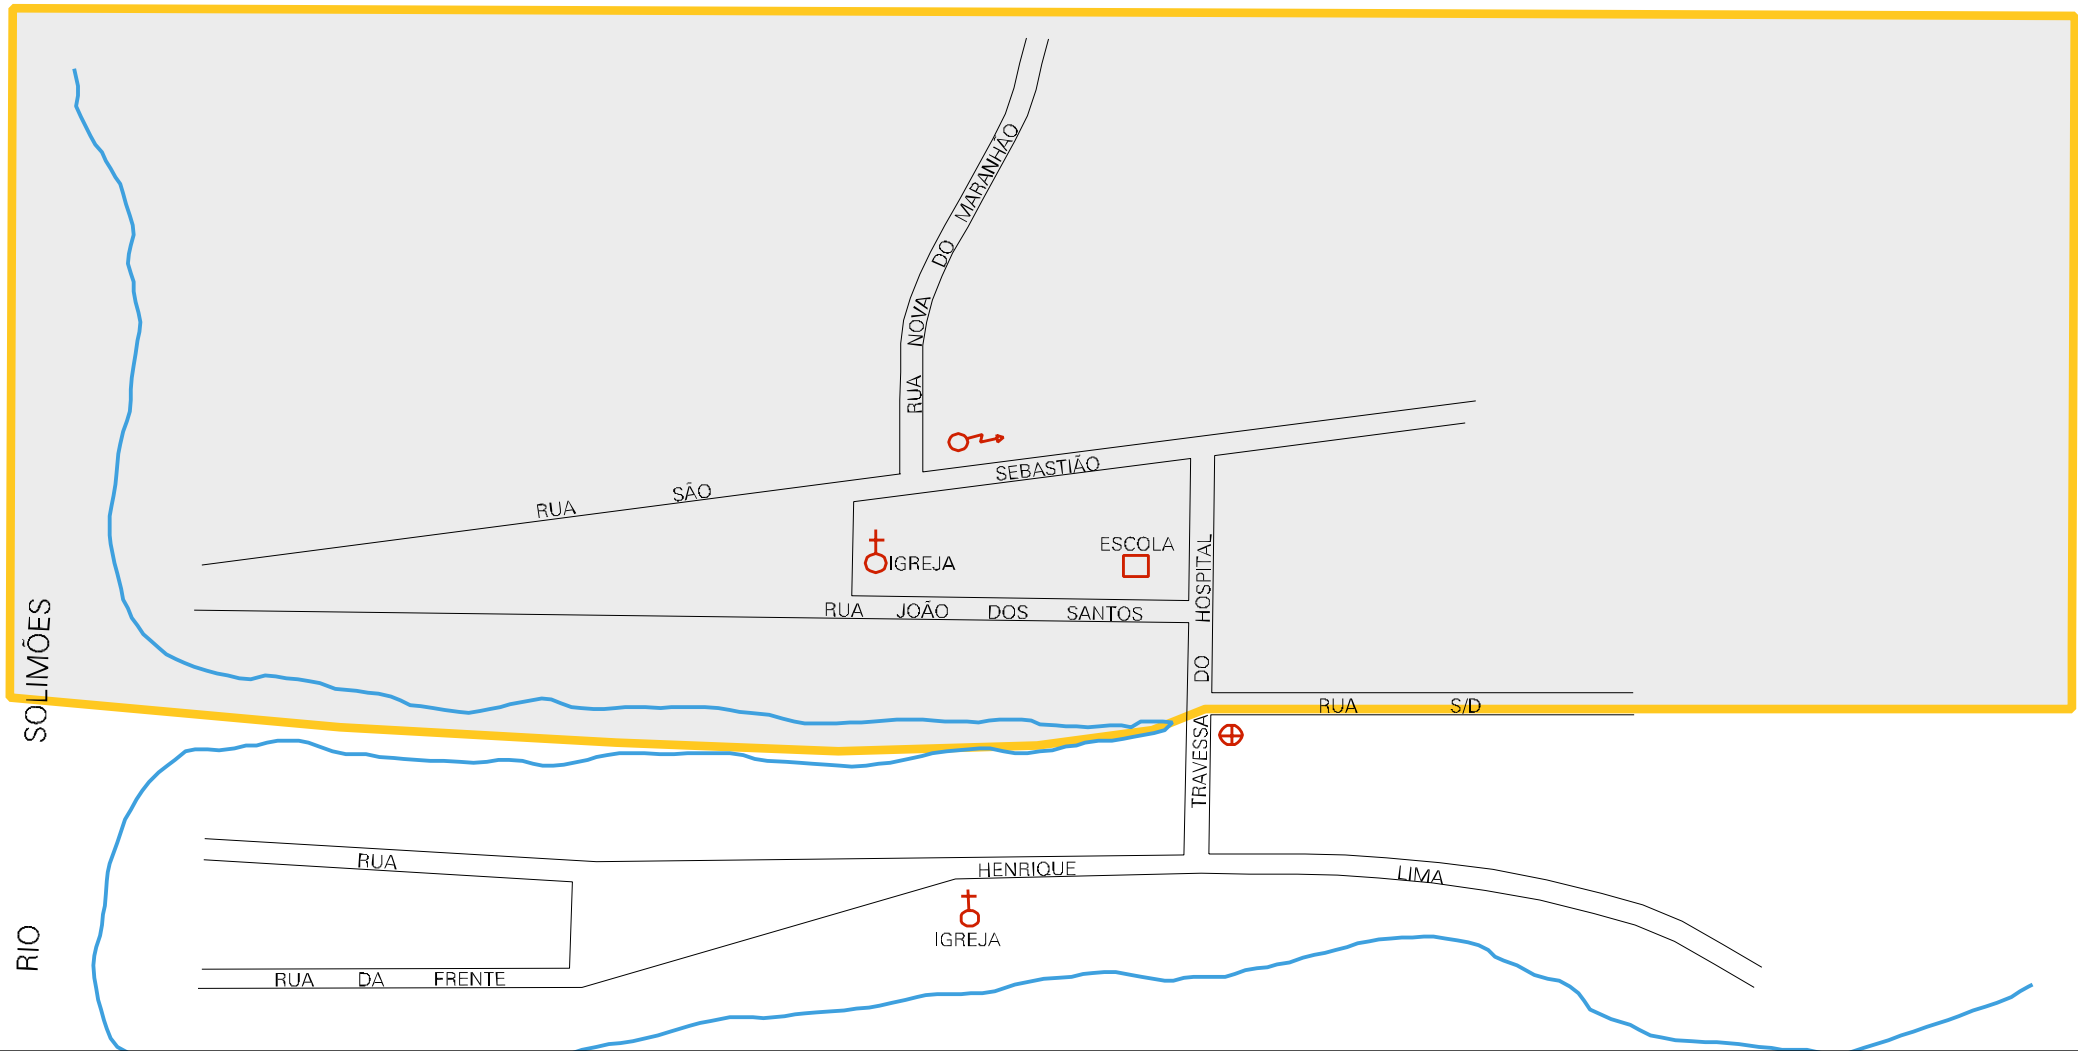 RUA NOVA DO MARANHÃO
RUA SÃO SEBASTIÃO
ESCOLA
IGREJA
RUA JOÃO DOS SANTOS
TRAVESSA DO HOSPITAL
RUA S/D
RIO SOLIMÕES
RUA HENRIQUE LIMA
IGREJA
RUA DA FRENTE